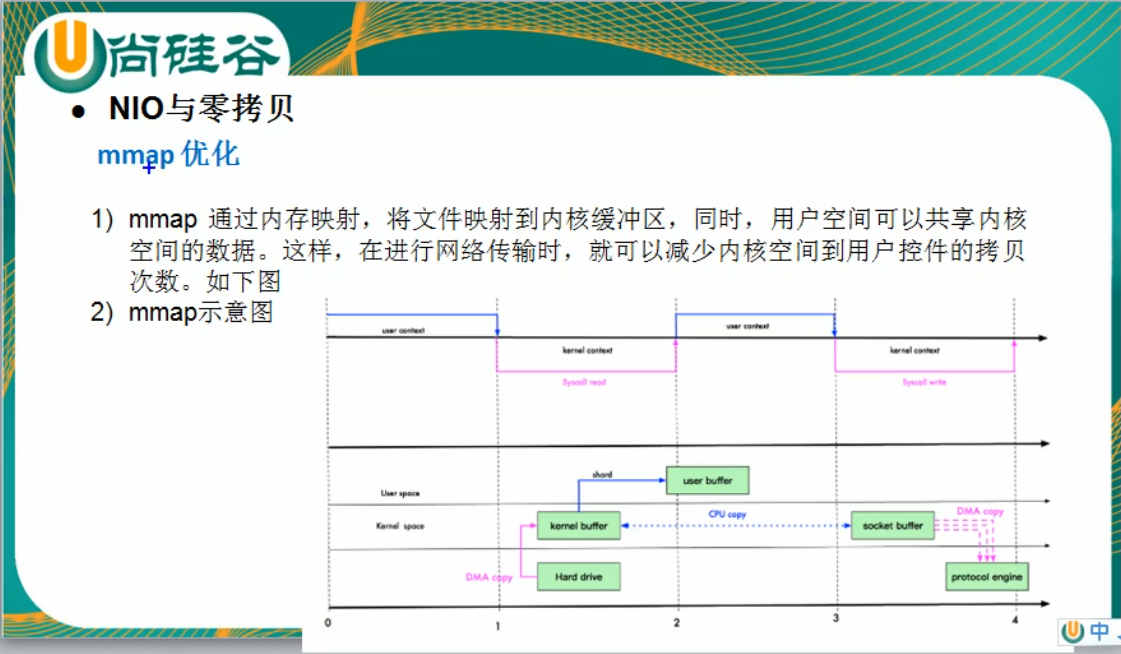 尚硅谷
● NIO与零拷贝
mmap 优化
1) mmap 通过内存映射，将文件映射到内核缓冲区，同时，用户空间可以共享内核
空间的数据。这样，在进行网络传输时，就可以减少内核空间到用户控件的拷贝
次数。如下图
2) mmap示意图
user context
user context
kernel context
kernel context
Syscall read
Syscall write
shard
user buffer
User space
Kernel space
kernel buffer
CPU copy
socket buffer
DMA copy
DMA copy
Hard drive
protocol engine
0
1
2
3
4
中